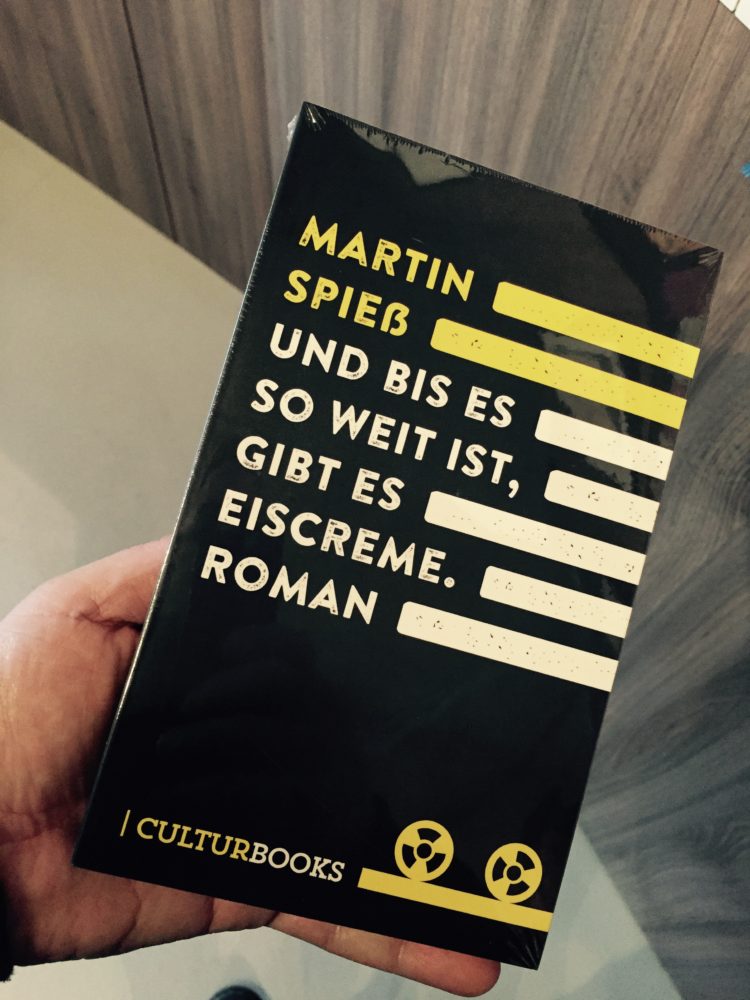 MARTIN
SPIEß
UND BIS ES
SO WEIT IST,
GIBT ES
EISCREME.
ROMAN
| CULTURBOOKS